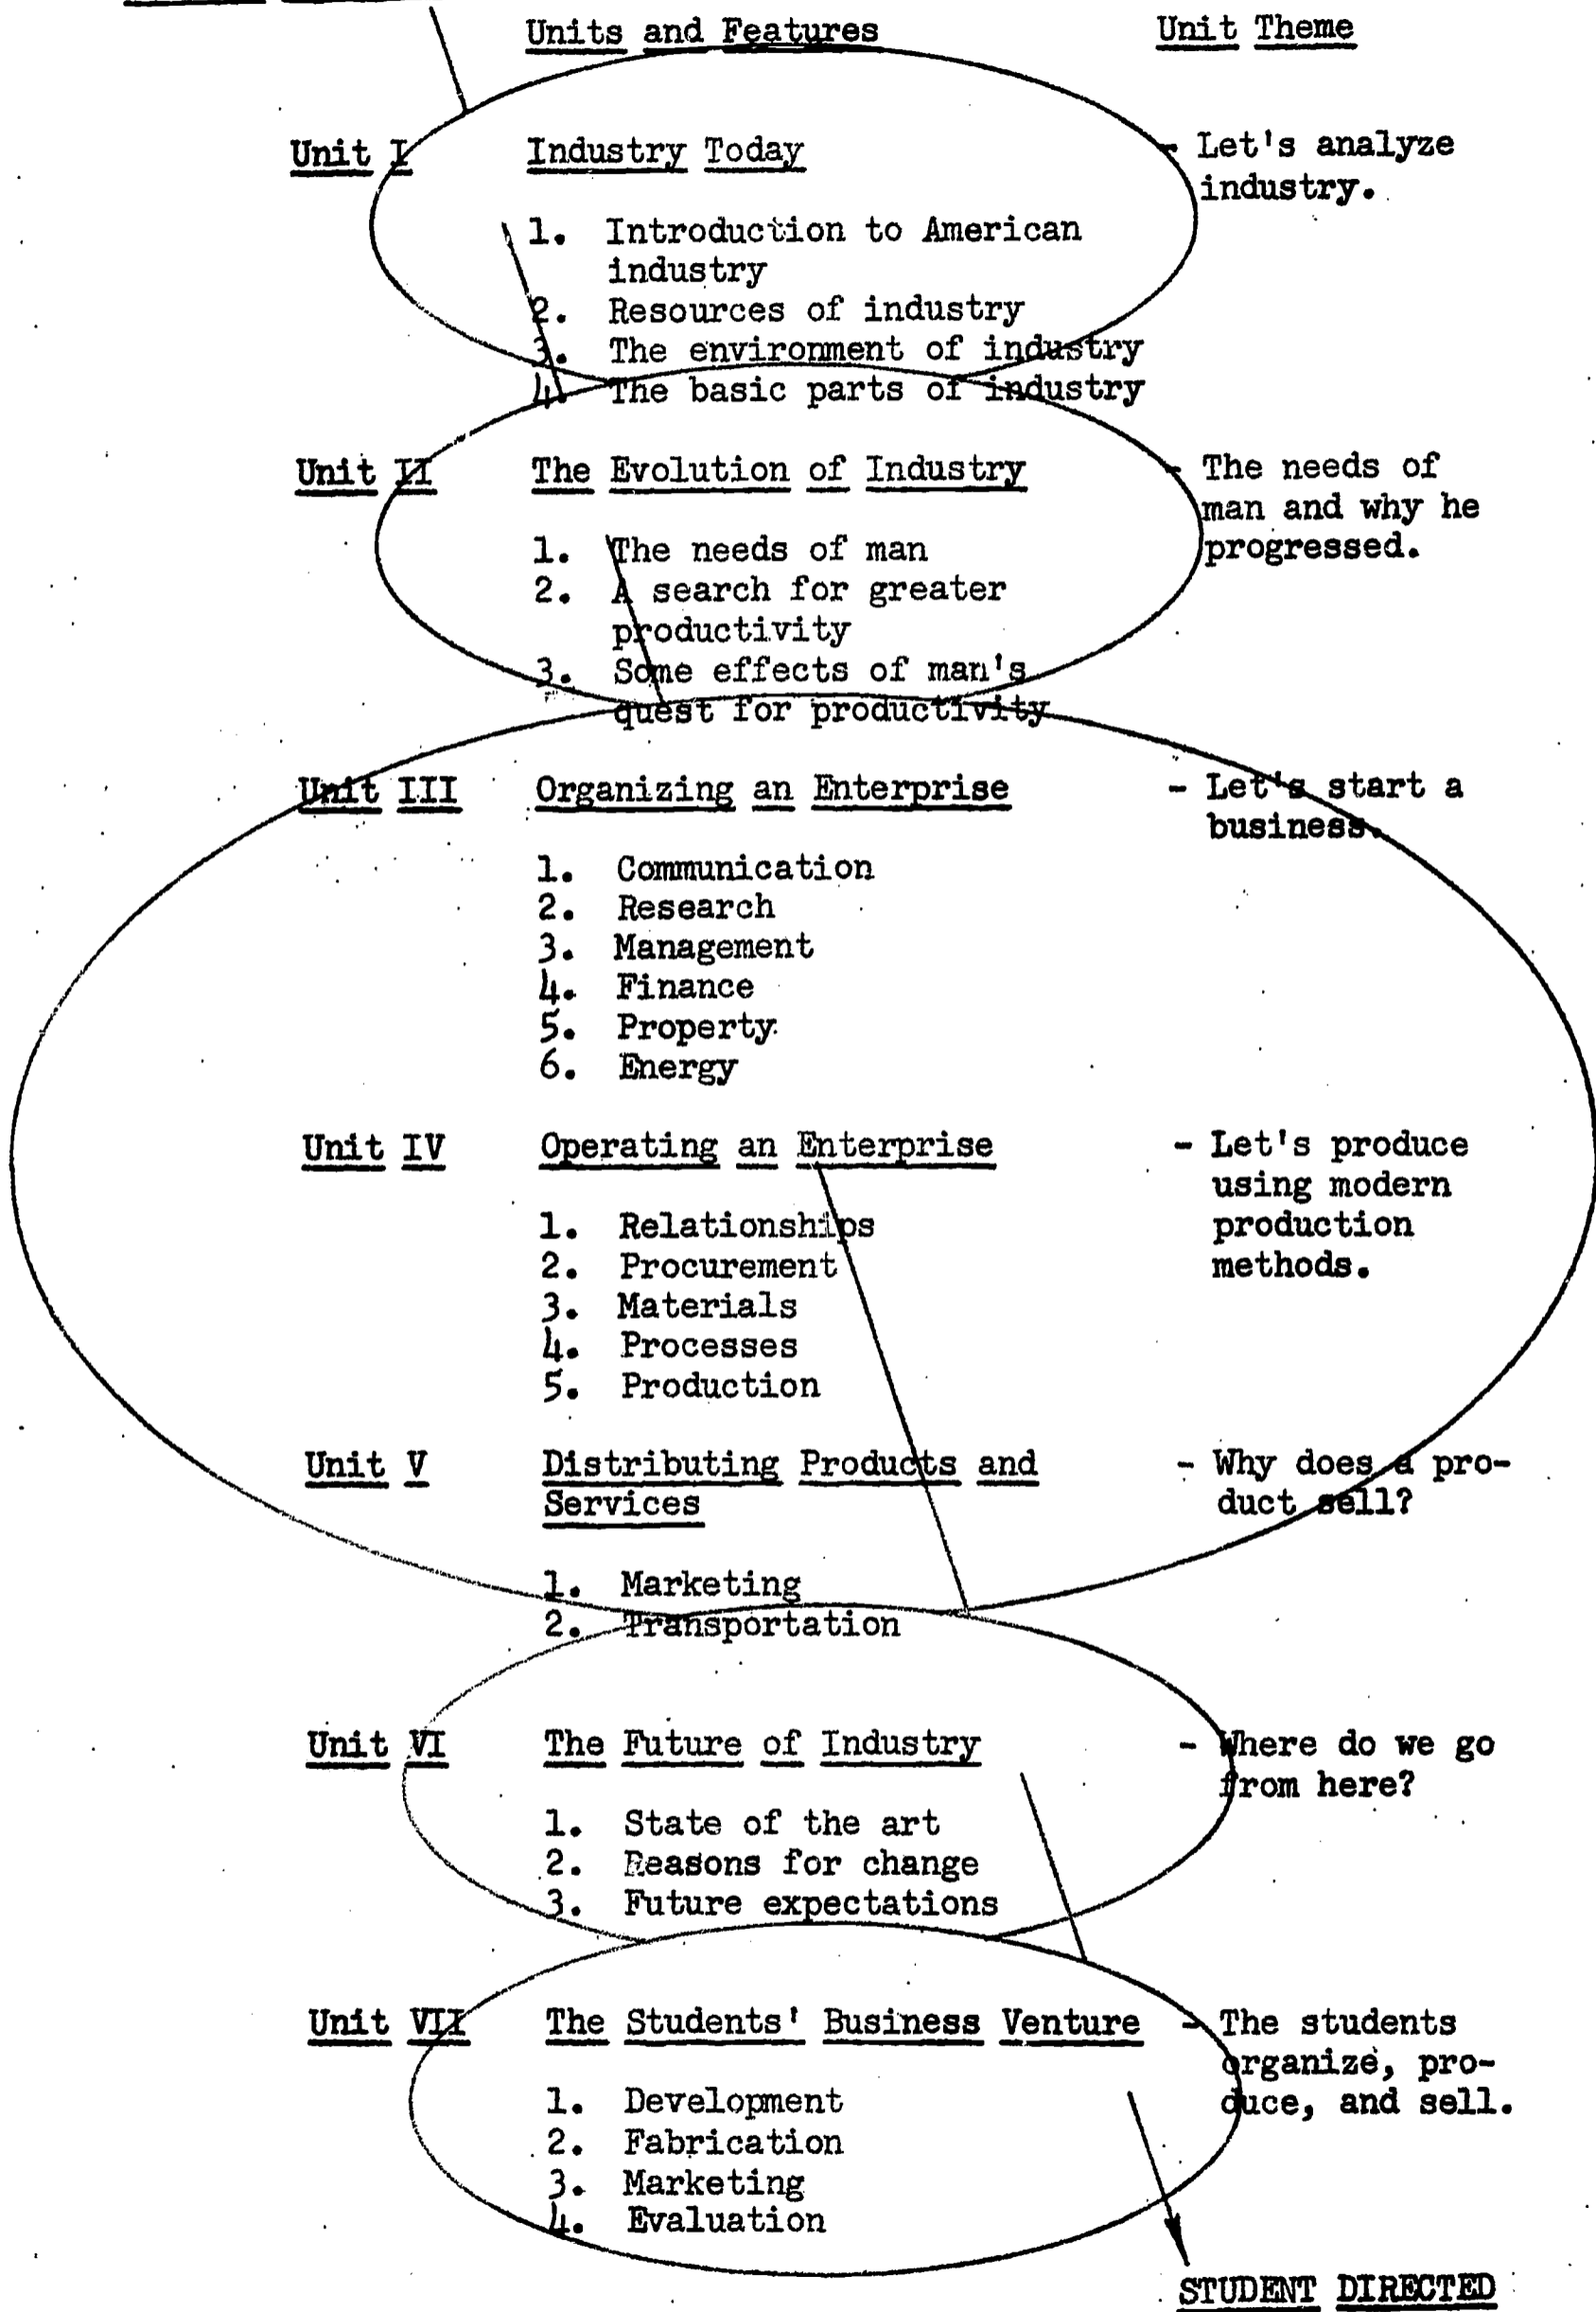 Units and Features Unit Theme
Unit I Industry Today - Let's analyze
industry.
1. Introduction to American
industry
2. Resources of industry
3. The environment of industry
4. The basic parts of industry
Unit II The Evolution of Industry - The needs of
man and why he
1. The needs of man progressed.
2. A search for greater
productivity
3. Some effects of man's
quest for productivity
Unit III Organizing an Enterprise - Let's start a
business.
1. Communication
2. Research
3. Management
4. Finance
5. Property
6. Energy
Unit IV Operating an Enterprise - Let's produce
using modern
1. Relationships production
2. Procurement methods.
3. Materials
4. Processes
5. Production
Unit V Distributing Products and - Why does a pro-
Services duct sell?
1. Marketing
2. Transportation
Unit VI The Future of Industry - Where do we go
from here?
1. State of the art
2. Reasons for change
3. Future expectations
Unit VII The Students' Business Venture - The students
organize, pro-
1. Development duce, and sell.
2. Fabrication
3. Marketing
4. Evaluation
STUDENT DIRECTED